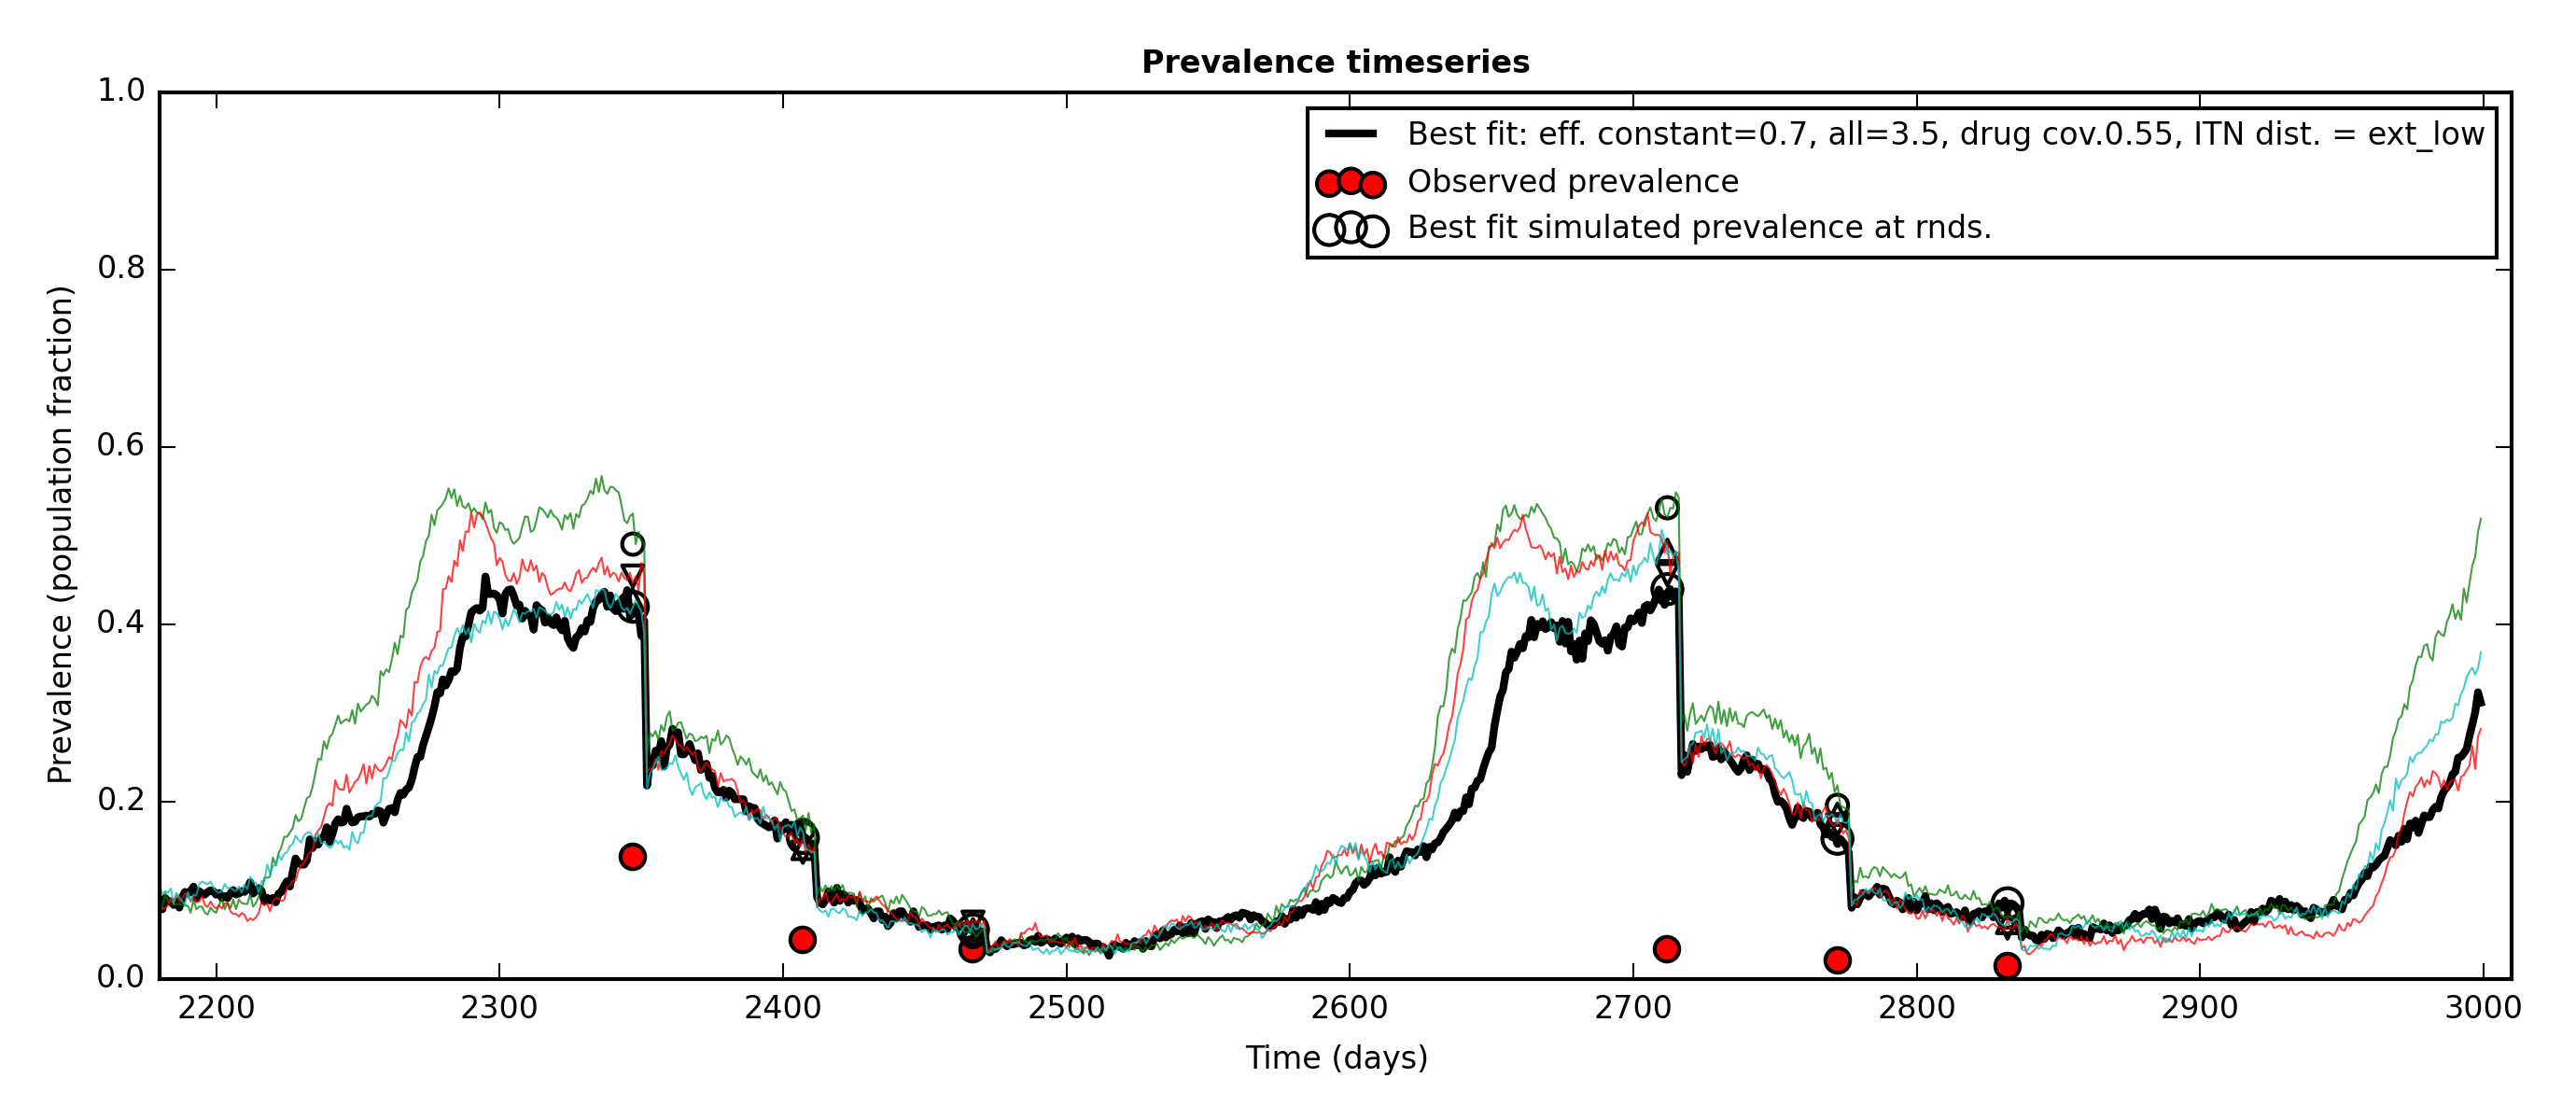 Prevalence timeseries
Prevalence (population fraction)
1.0
0.8
0.6
0.4
0.2
0.0
Best fit: eff. constant=0.7, all=3.5, drug cov.0.55, ITN dist. = ext_low
Observed prevalence
Best fit simulated prevalence at rnds.
2200 2300 2400 2500 2600 2700 2800 2900 3000
Time (days)